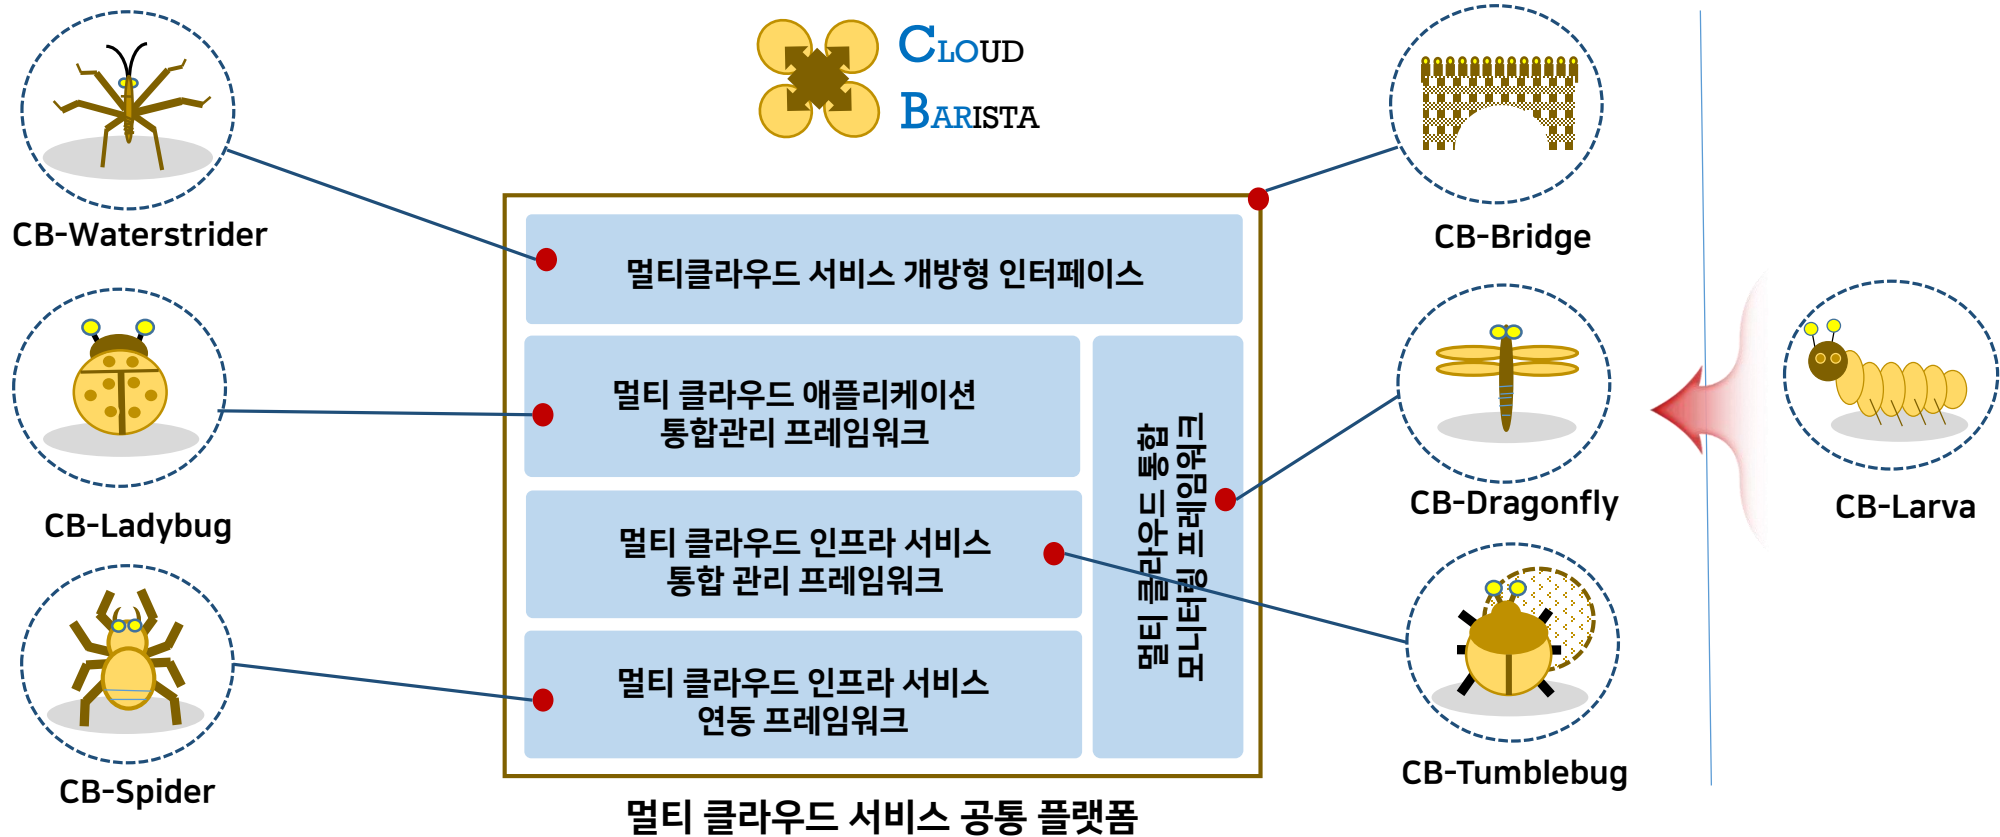 CLOUD
BARISTA
CB-Waterstrider
CB-Bridge
멀티클라우드 서비스 개방형 인터페이스
멀티 클라우드 애플리케이션
통합관리 프레임워크
멀티 클라우드 통합
모니터링 프레임워크
CB-Ladybug
CB-Dragonfly
CB-Larva
멀티 클라우드 인프라 서비스
통합 관리 프레임워크
멀티 클라우드 인프라 서비스
연동 프레임워크
CB-Spider
CB-Tumblebug
멀티 클라우드 서비스 공통 플랫폼